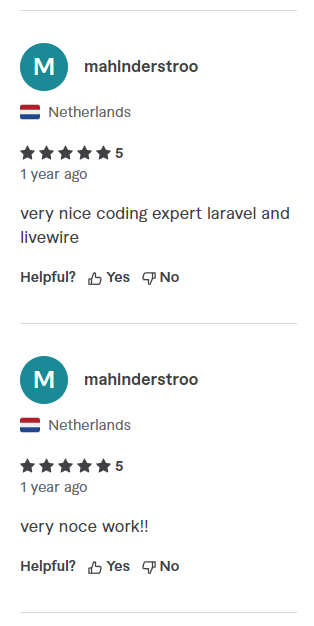 M
mahinderstroo
Netherlands
5
1 year ago
very nice coding expert laravel and
livewire
Helpful? Yes No
M
mahinderstroo
Netherlands
5
1 year ago
very noce work!!
Helpful? Yes No